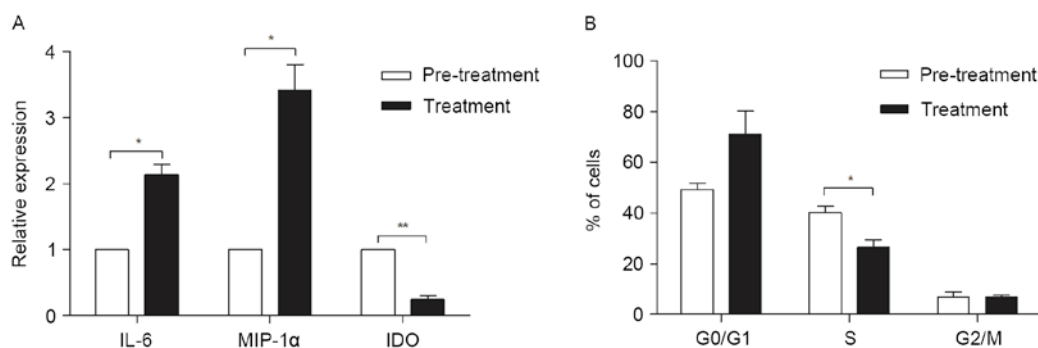 A
Relative expression
4
3
2
1
0
*
*
**
Pre-treatment
Treatment
IL-6
MIP-1α
IDO
B
% of cells
100
80
60
40
20
0
*
Pre-treatment
Treatment
G0/G1
S
G2/M